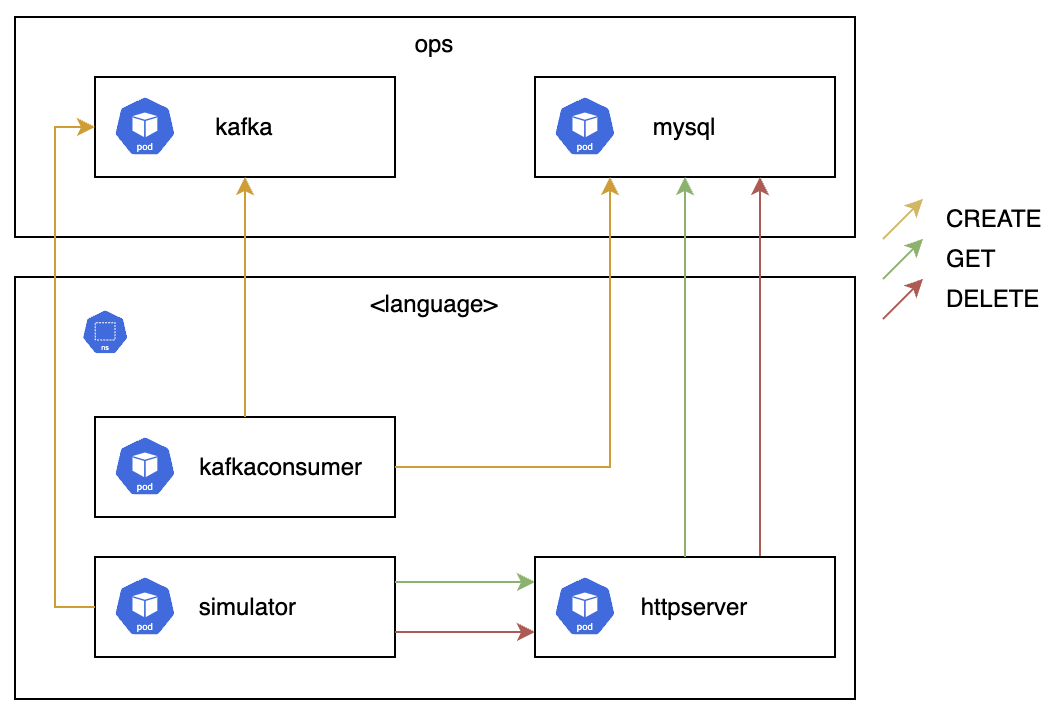 ops
kafka
pod
mysql
pod
CREATE
GET
DELETE
<language>
ns
kafkaconsumer
pod
simulator
pod
httpserver
pod